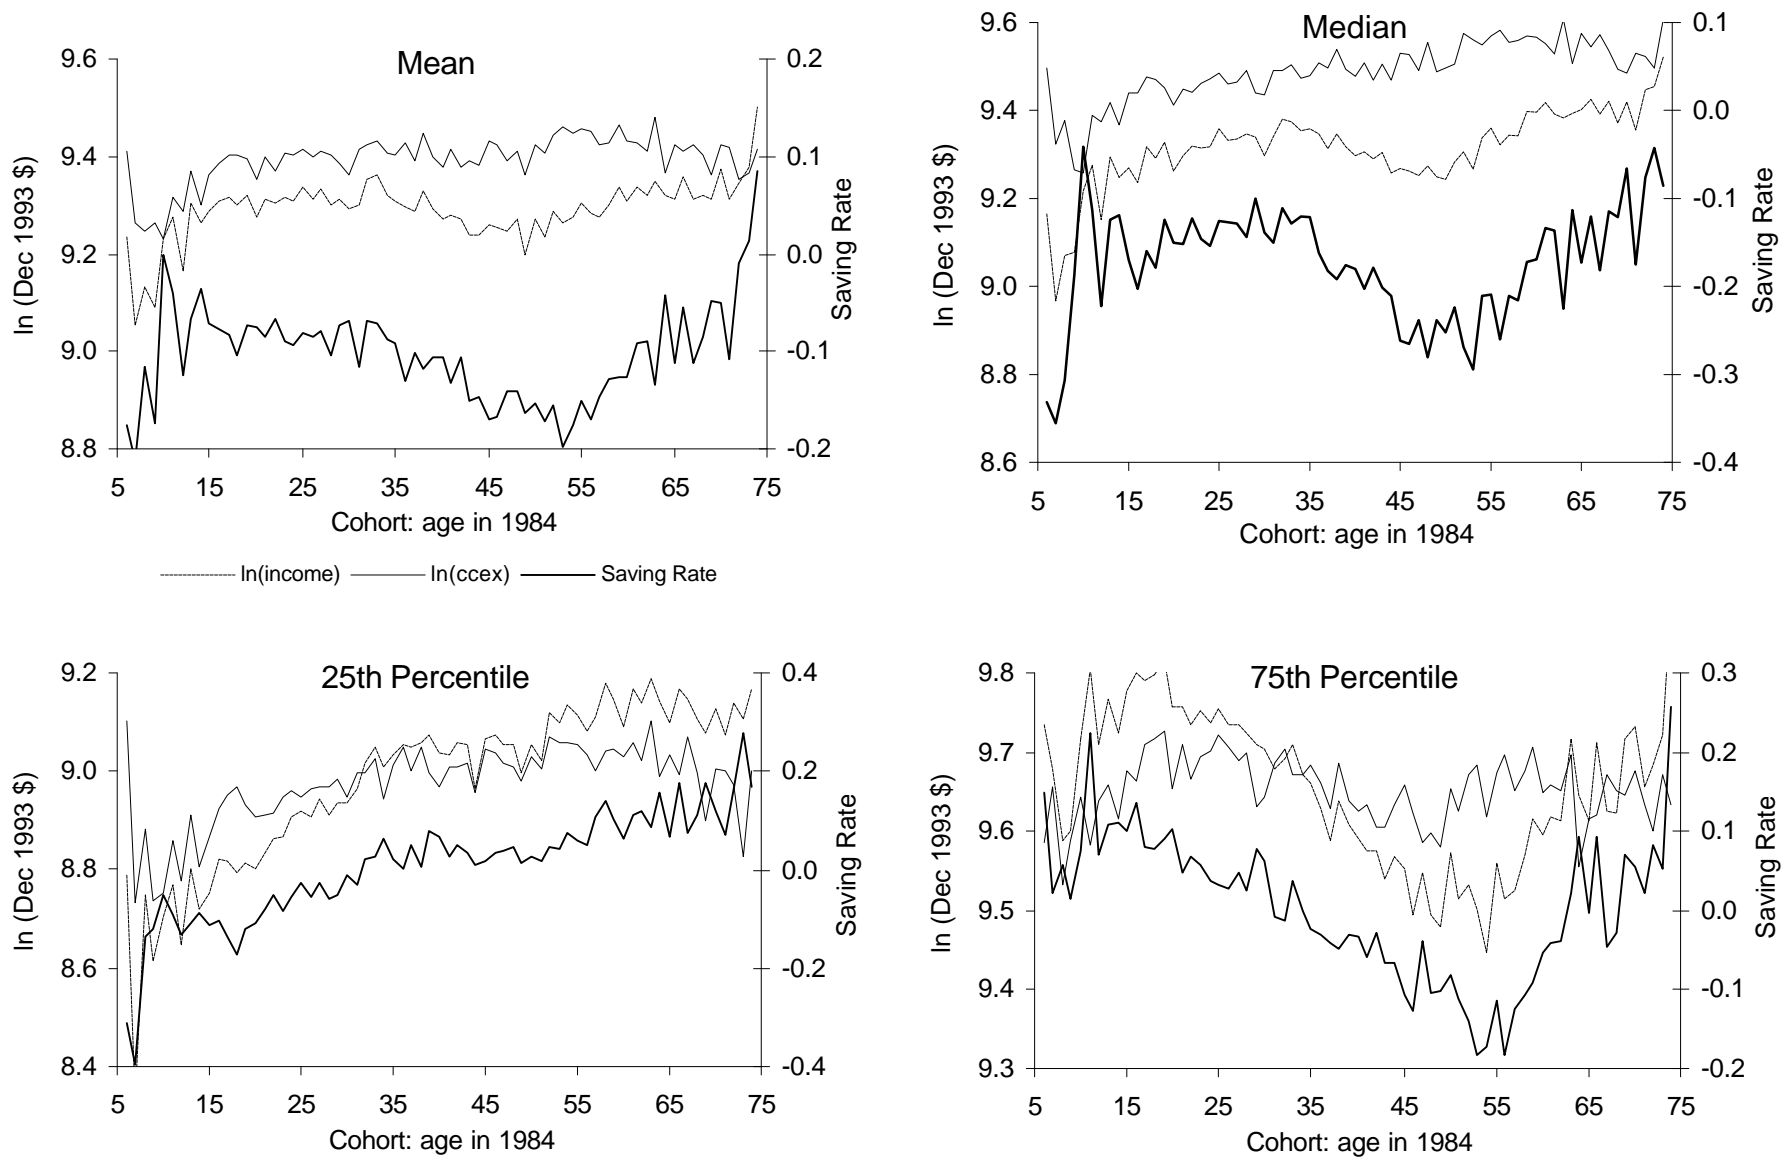 Mean
9.6
9.4
9.2
9.0
8.8
ln (Dec 1993 $)
0.2
0.1
0.0
-0.1
-0.2
Saving Rate
5 15 25 35 45 55 65 75
Cohort: age in 1984
Median
9.6
9.4
9.2
9.0
8.8
8.6
ln (Dec 1993 $)
0.1
0.0
-0.1
-0.2
-0.3
-0.4
Saving Rate
5 15 25 35 45 55 65 75
Cohort: age in 1984
ln(income) ln(ccex) Saving Rate
25th Percentile
9.2
9.0
8.8
8.6
8.4
ln (Dec 1993 $)
0.4
0.2
0.0
-0.2
-0.4
Saving Rate
5 15 25 35 45 55 65 75
Cohort: age in 1984
75th Percentile
9.8
9.7
9.6
9.5
9.4
9.3
ln (Dec 1993 $)
0.3
0.2
0.1
0.0
-0.1
-0.2
Saving Rate
5 15 25 35 45 55 65 75
Cohort: age in 1984